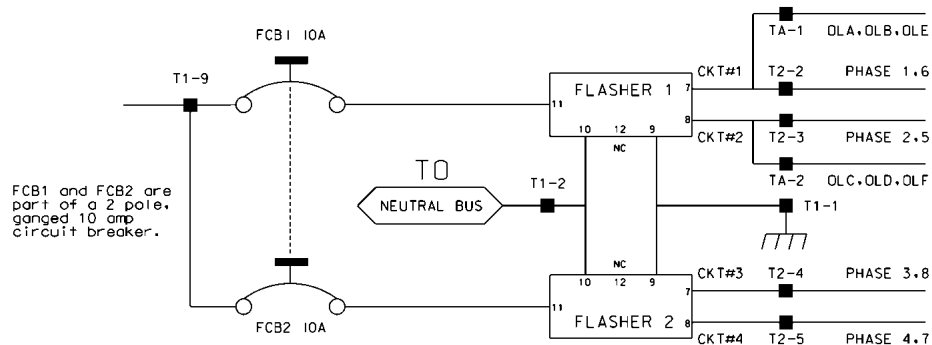 FCB1 10A
T1-9
TA-1 OLA,OLB,OLE
CKT#1 T2-2 PHASE 1,6
7
11 FLASHER 1
8
10 12 9
NC
CKT#2 T2-3 PHASE 2,5
TA-2 OLC,OLD,OLF
TO
NEUTRAL BUS
T1-2
T1-1
FCB1 and FCB2 are
part of a 2 pole,
ganged 10 amp
circuit breaker.
NC
10 12 9
CKT#3 T2-4 PHASE 3,8
7
11 FLASHER 2
8
FCB2 10A
CKT#4 T2-5 PHASE 4,7